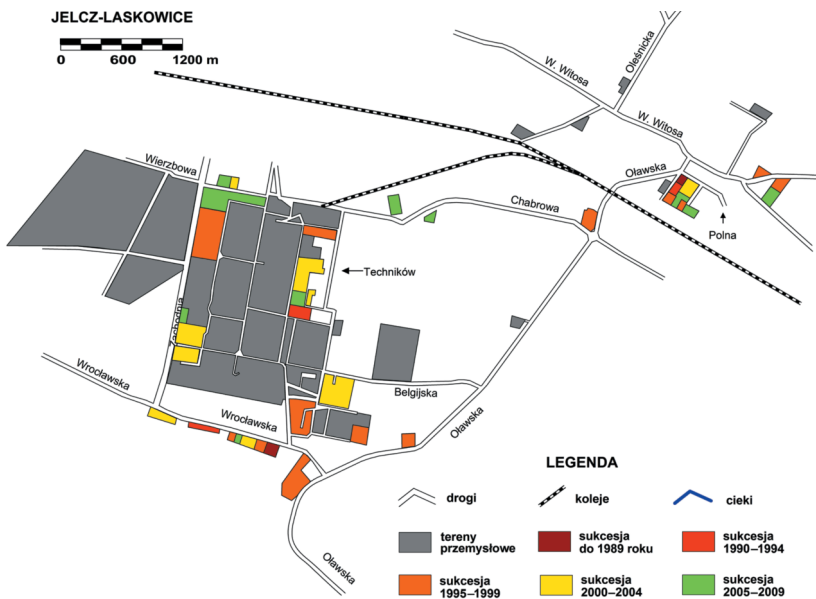 JELCZ-LASKOWICE
0 600 1200 m
W. Witosa
Oleśnicka
W. Witosa
Wierzbowa
Oławska
Chabrowa
Polna
Techników
Zachodnia
Wrocławska
Belgijska
Wrocławska
Oławska
Oławska
LEGENDA
drogi
koleje
cieki
tereny
przemysłowe
sukcesja
do 1989 roku
sukcesja
1990–1994
sukcesja
1995–1999
sukcesja
2000–2004
sukcesja
2005–2009